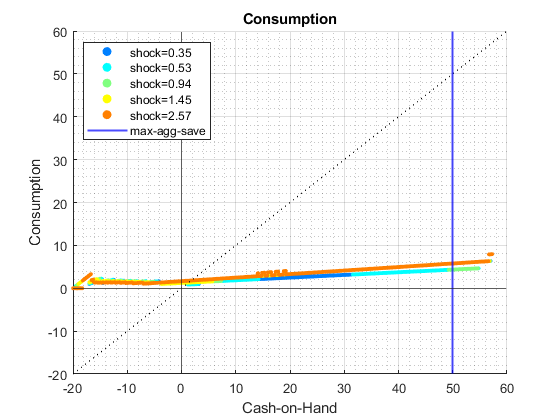 Consumption
60
50
40
30
20
10
0
-10
-20
Consumption
shock=0.35
shock=0.53
shock=0.94
shock=1.45
shock=2.57
max-agg-save
-20
-10
0
10
20
30
40
50
60
Cash-on-Hand